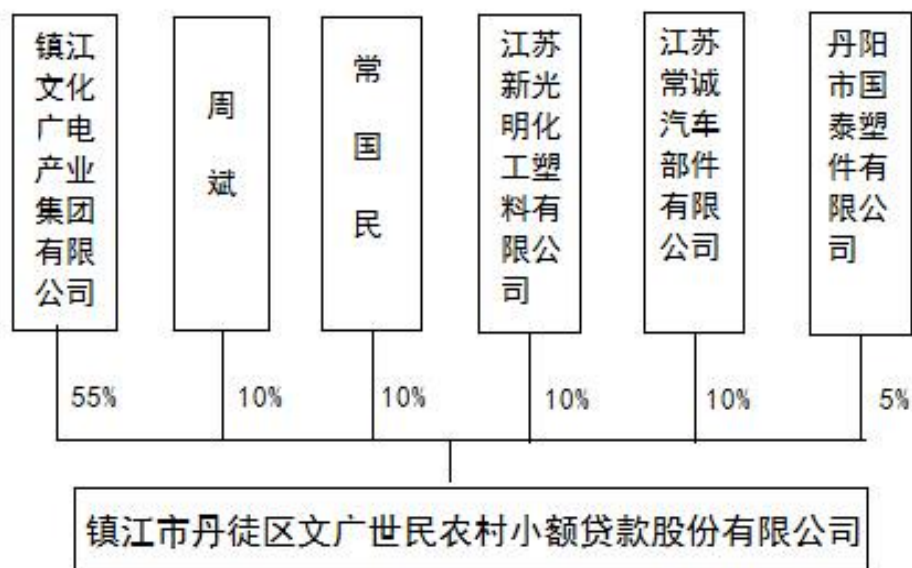 镇江
文化
广电
产业
集团
有限
公司
周
斌
常
国
民
江苏
新光
明化
工塑
料有
限公
司
江苏
常诚
汽车
部件
有限
公司
丹阳
市国
泰塑
件有
限公
司
55%
10%
10%
10%
10%
5%
镇江市丹徒区文广世民农村小额贷款股份有限公司